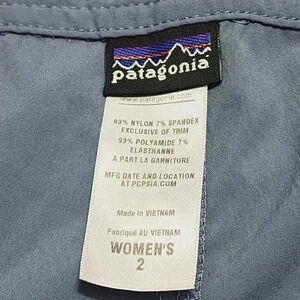 patagonia
www.patagonia.com
93% NYLON 7% SPANDEX
EXCLUSIVE OF TRIM
93% POLYAMIDE 7%
ELASTHANNE
A PART LA GARNITURE
MFG DATE AND LOCATION
AT PCPSIA.COM
Made in VIETNAM
Fabriqué AU VIETNAM
WOMEN'S
2